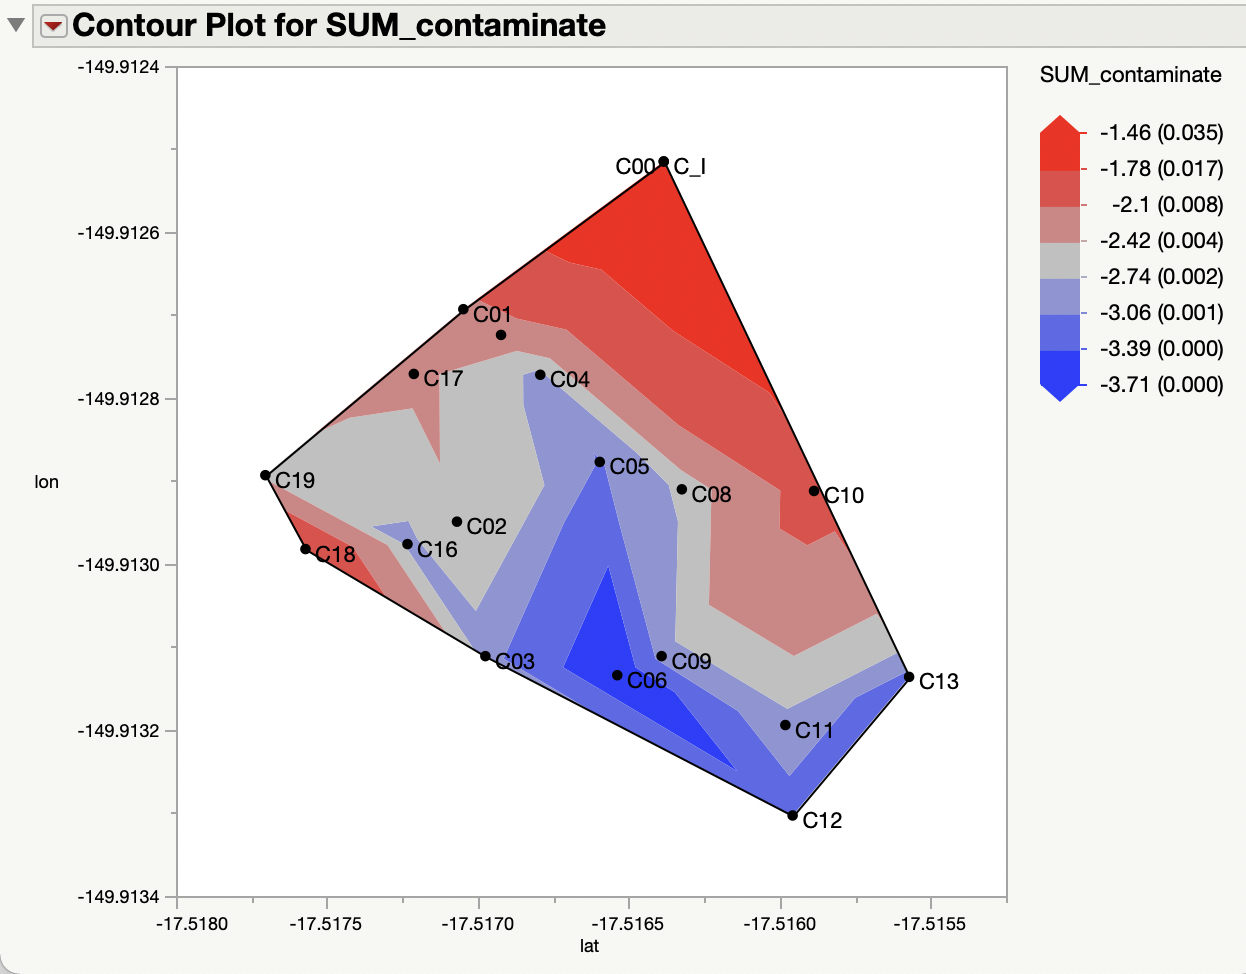 Contour Plot for SUM_contaminate
SUM_contaminate
-1.46 (0.035)
-1.78 (0.017)
-2.1 (0.008)
-2.42 (0.004)
-2.74 (0.002)
-3.06 (0.001)
-3.39 (0.000)
-3.71 (0.000)
-149.9124
-149.9126
-149.9128
-149.9130
-149.9132
-149.9134
lon
C00 C_I
C01
C17
C04
C05
C19
C08
C10
C02
C16
C18
C03
C09
C06
C13
C11
C12
-17.5180 -17.5175 -17.5170 -17.5165 -17.5160 -17.5155
lat